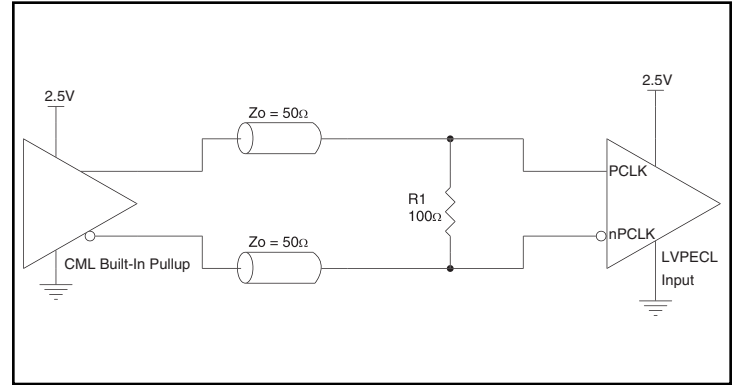 2.5V
2.5V
Zo = 50Ω
PCLK
R1
100Ω
nPCLK
Zo = 50Ω
CML Built-In Pullup
LVPECL
Input